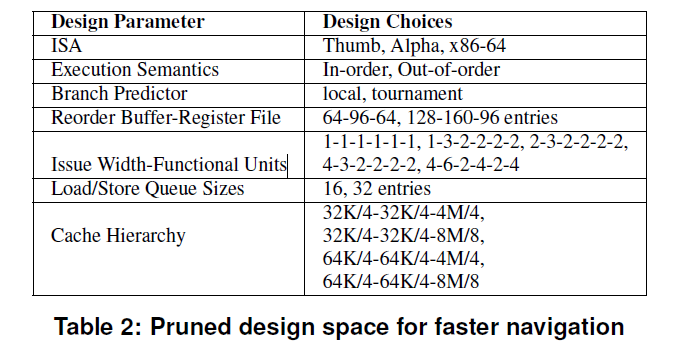 Design Parameter Design Choices
ISA Thumb, Alpha, x86-64
Execution Semantics In-order, Out-of-order
Branch Predictor local, tournament
Reorder Buffer-Register File 64-96-64, 128-160-96 entries
1-1-1-1-1-1, 1-3-2-2-2-2, 2-3-2-2-2-2,
Issue Width-Functional Units 4-3-2-2-2-2, 4-6-2-4-2-4
Load/Store Queue Sizes 16, 32 entries
32K/4-32K/4-4M/4,
Cache Hierarchy 32K/4-32K/4-8M/8,
64K/4-64K/4-4M/4,
64K/4-64K/4-8M/8
Table 2: Pruned design space for faster navigation